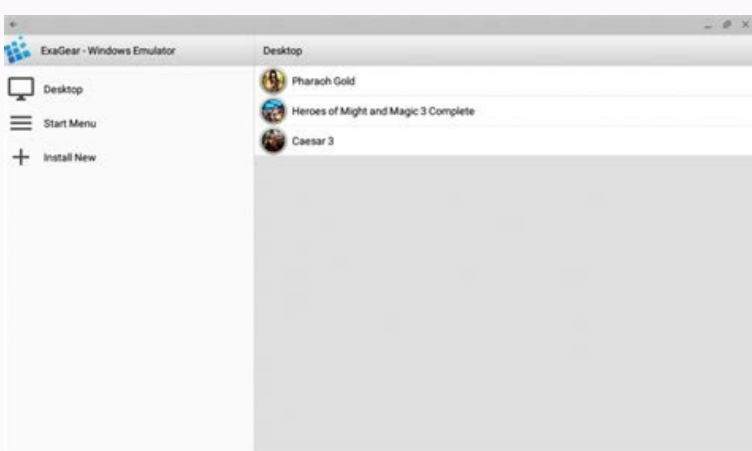 ExaGear - Windows Emulator
Desktop
Desktop
Start Menu
Install New
Pharaoh Gold
Heroes of Might and Magic 3 Complete
Caesar 3